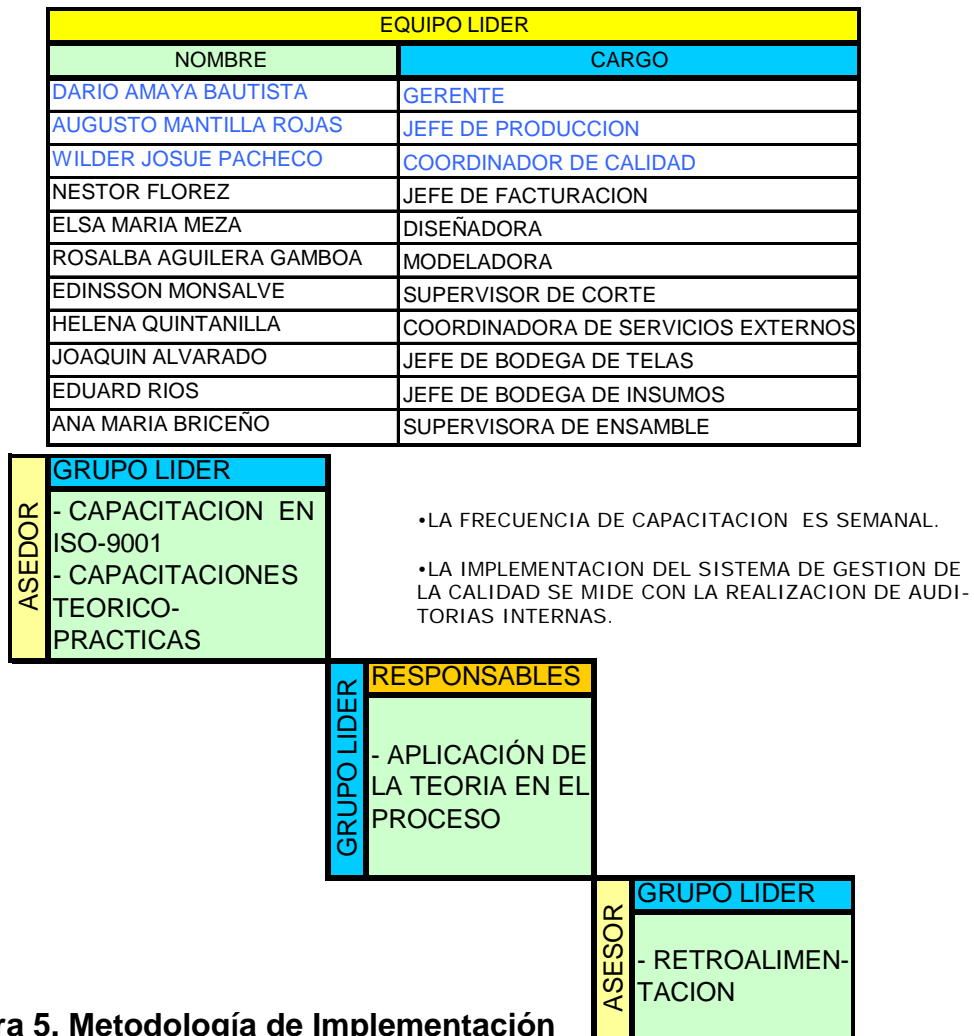 EQUIPO LIDER
NOMBRE CARGO
DARIO AMAYA BAUTISTA GERENTE
AUGUSTO MANTILLA ROJAS JEFE DE PRODUCCION
WILDER JOSUE PACHECO COORDINADOR DE CALIDAD
NESTOR FLOREZ JEFE DE FACTURACION
ELSA MARIA MEZA DISEÑADORA
ROSALBA AGUILERA GAMBOA MODELADORA
EDINSSON MONSALVE SUPERVISOR DE CORTE
HELENA QUINTANILLA COORDINADORA DE SERVICIOS EXTERNOS
JOAQUIN ALVARADO JEFE DE BODEGA DE TELAS
EDUARD RIOS JEFE DE BODEGA DE INSUMOS
ANA MARIA BRICEÑO SUPERVISORA DE ENSAMBLE
ASEDOR
GRUPO LIDER
- CAPACITACION EN
ISO-9001
- CAPACITACIONES
TEORICO-
PRACTICAS
•LA FRECUENCIA DE CAPACITACION ES SEMANAL.
•LA IMPLEMENTACION DEL SISTEMA DE GESTION DE
LA CALIDAD SE MIDE CON LA REALIZACION DE AUDI-
TORIAS INTERNAS.
GRUPO LIDER
RESPONSABLES
- APLICACIÓN DE
LA TEORIA EN EL
PROCESO
ASESOR
GRUPO LIDER
- RETROALIMEN-
TACION
ra 5. Metodología de Implementación